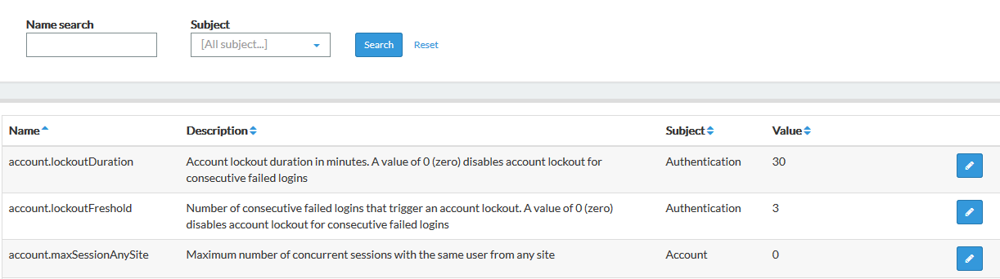 Name search
Subject
[All subject...]
Search
Reset
Name
Description
Subject
Value
account.lockoutDuration
Account lockout duration in minutes. A value of 0 (zero) disables account lockout for
consecutive failed logins
Authentication
30
account.lockoutFreshold
Number of consecutive failed logins that trigger an account lockout. A value of 0 (zero)
disables account lockout for consecutive failed logins
Authentication
3
account.maxSessionAnySite
Maximum number of concurrent sessions with the same user from any site
Account
0